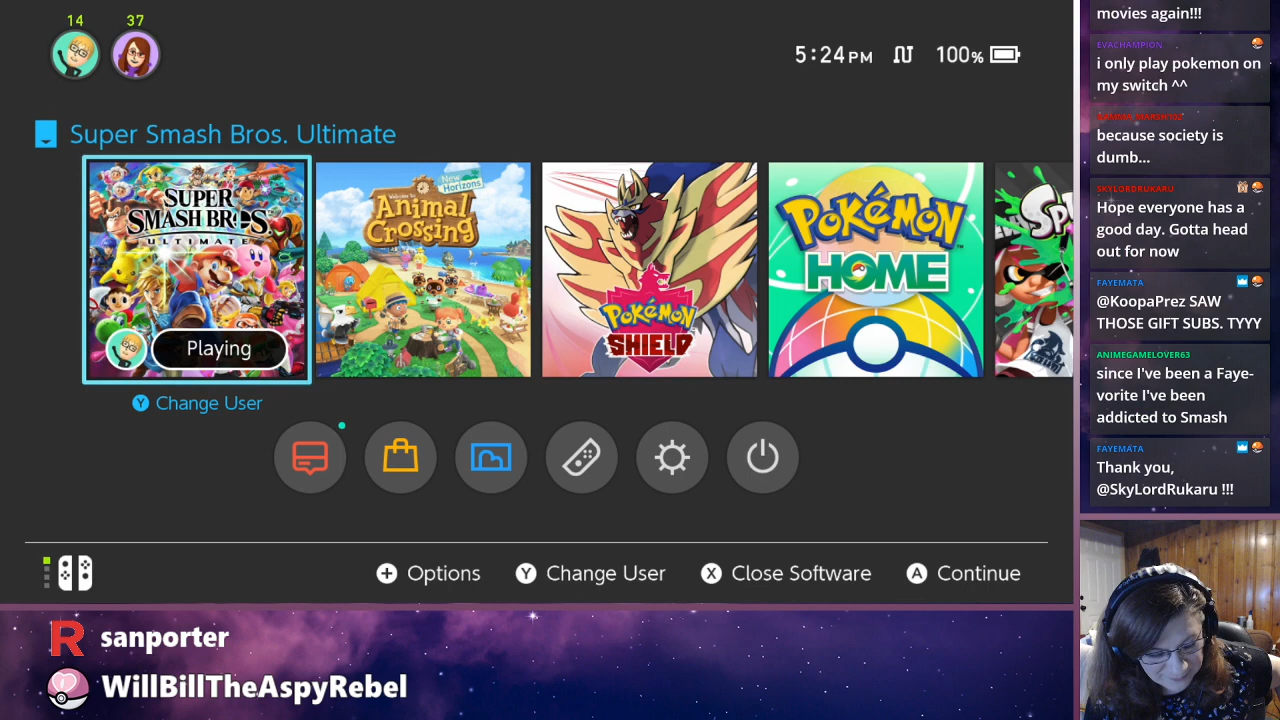 14 37
5:24 PM 100%
Super Smash Bros. Ultimate
SUPER
SMASH BROS.
ULTIMATE
Playing
New
Horizons
Welcome to
Animal
Crossing
Pokémon
SHIELD
Pokémon
HOME
SPL
Y Change User
+ Options Y Change User X Close Software A Continue
R sanporter
WillBillTheAspyRebel
movies again!!!
EVACHAMPION
i only play pokemon on
my switch ^^
because society is
dumb...
SKYLORDRUKARU
Hope everyone has a
good day. Gotta head
out for now
FAYEMATA
@KoopaPrez SAW
THOSE GIFT SUBS. TYYY
ANIMEGAMELOVER63
since I've been a Faye-
vorite I've been
addicted to Smash
FAYEMATA
Thank you,
@SkyLordRukaru !!!